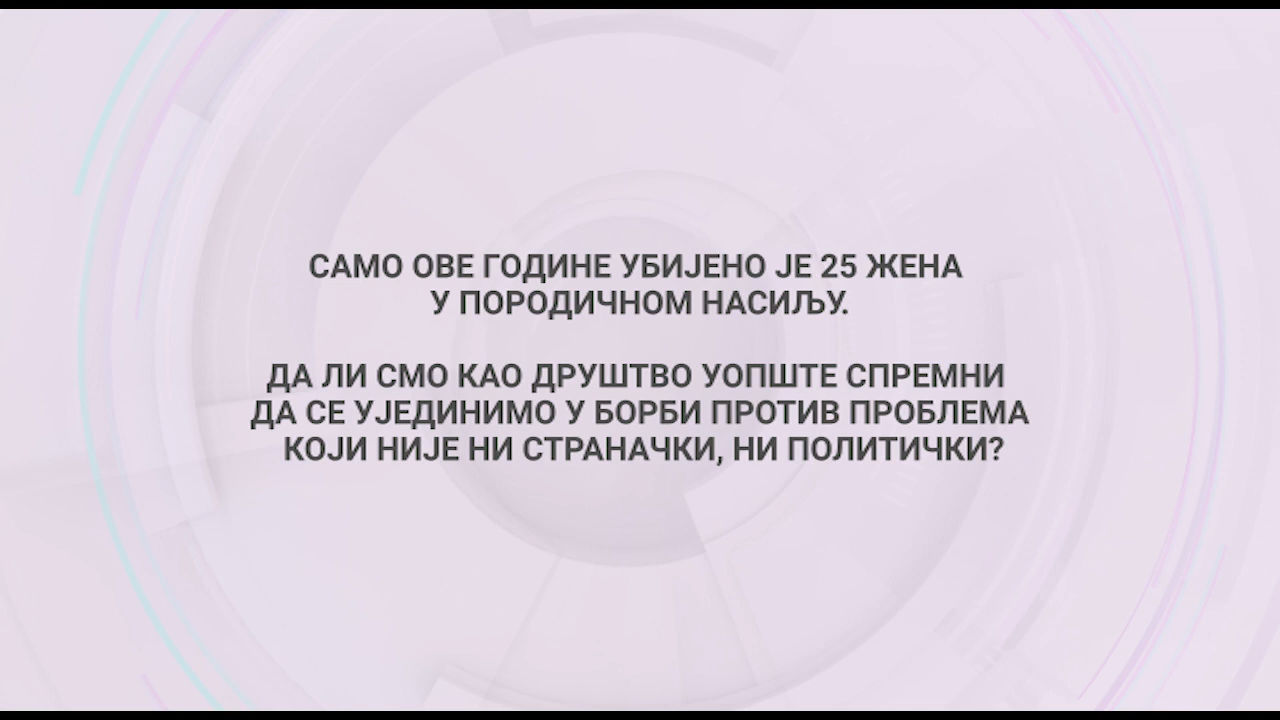 САМО ОВЕ ГОДИНЕ УБИЈЕНО ЈЕ 25 ЖЕНА
У ПОРОДИЧНОМ НАСИЉУ.
ДА ЛИ СМО КАО ДРУШТВО УОПШТЕ СПРЕМНИ
ДА СЕ УЈЕДИНИМО У БОРБИ ПРОТИВ ПРОБЛЕМА
КОЈИ НИЈЕ НИ СТРАНАЧКИ, НИ ПОЛИТИЧКИ?